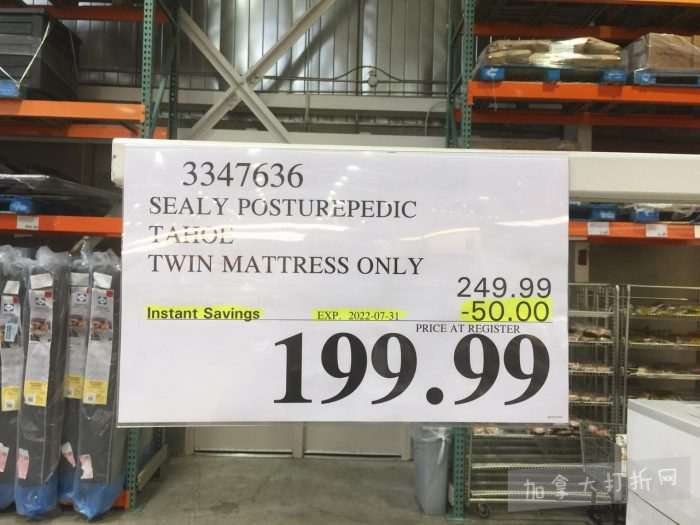 3347636
SEALY POSTUREPEDIC
TAHOE
TWIN MATTRESS ONLY
249.99
Instant Savings EXP. 2022-07-31 -50.00
PRICE AT REGISTER
199.99
加拿大打折网